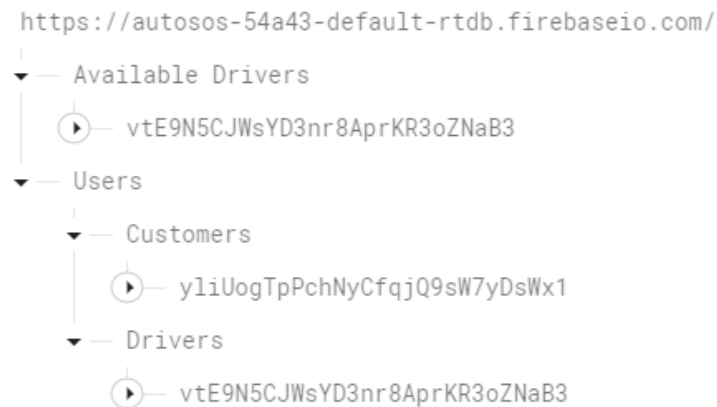 https://autosos-54a43-default-rtdb.firebaseio.com/
Available Drivers
vtE9N5CJWsYD3nr8AprKR3oZNaB3
Users
Customers
yliUogTpPchNyCfqjQ9sW7yDsWx1
Drivers
vtE9N5CJWsYD3nr8AprKR3oZNaB3